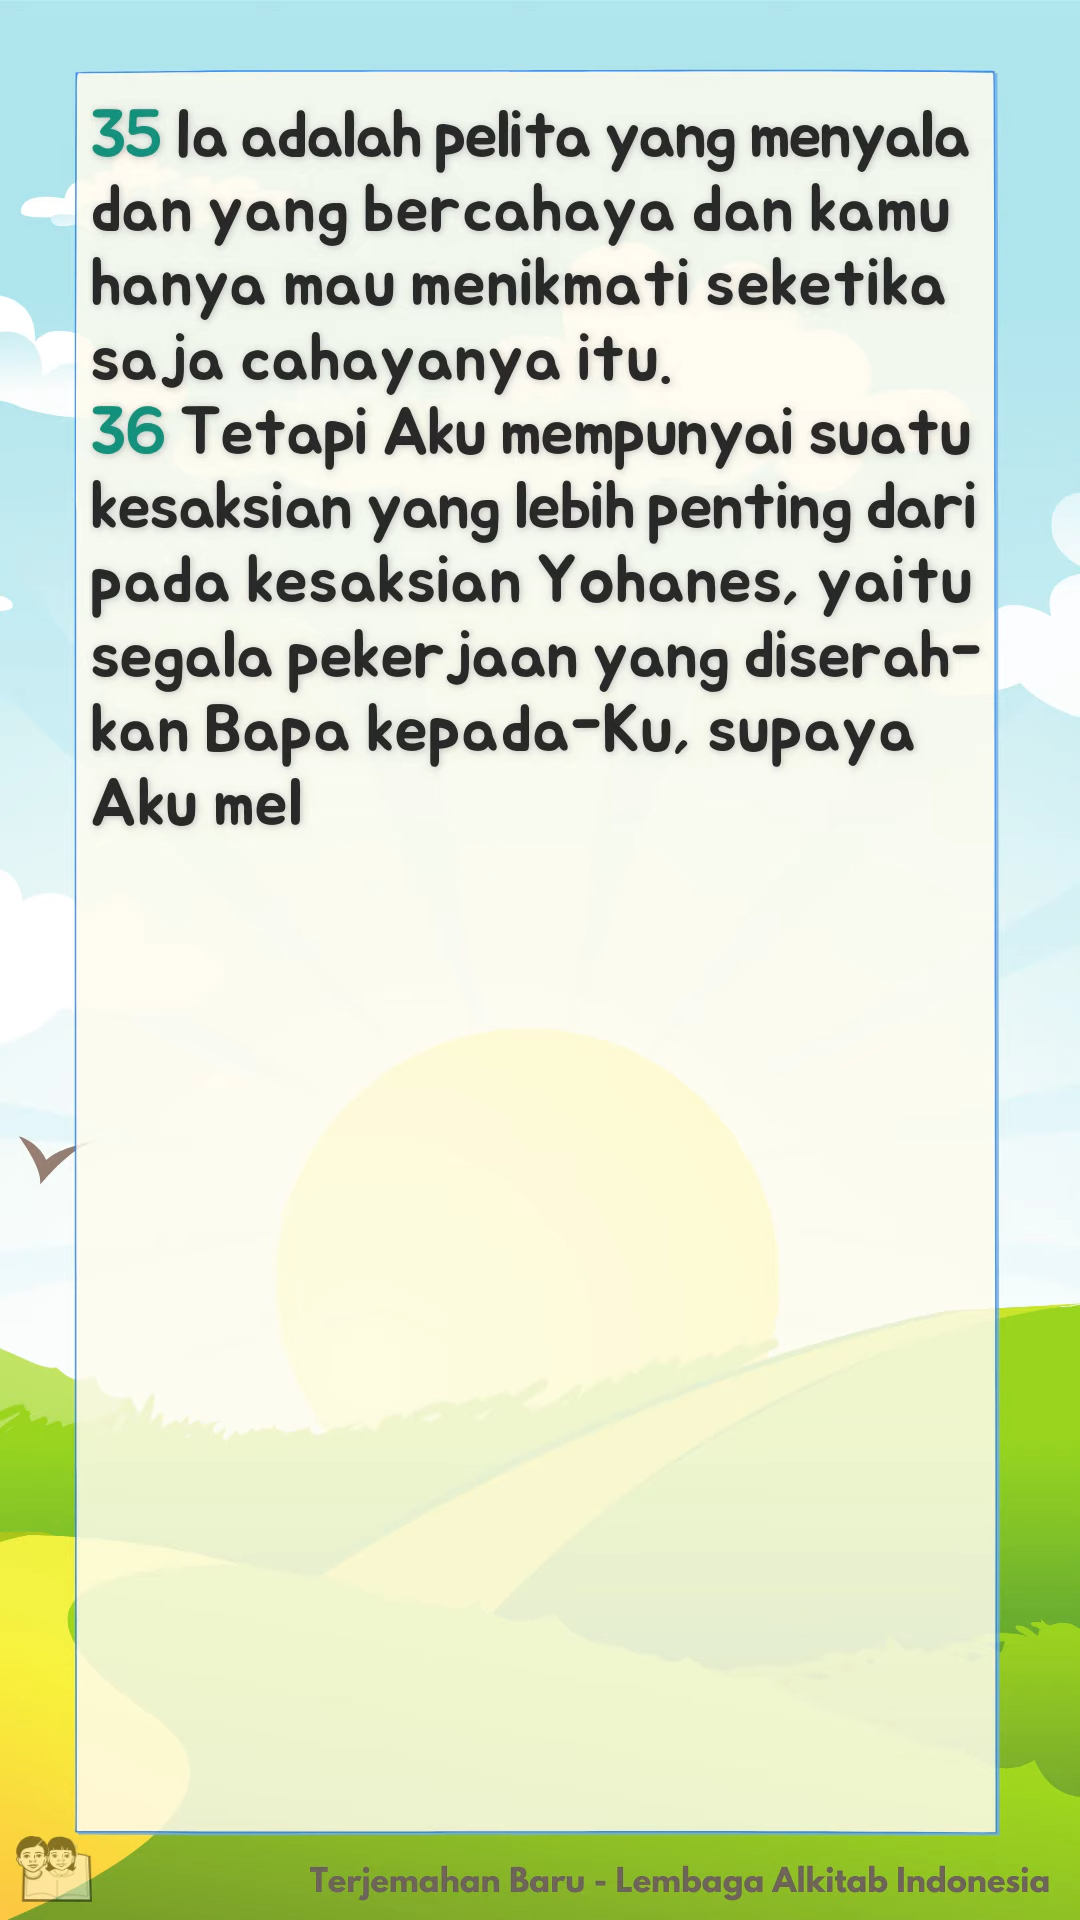 35 Ia adalah pelita yang menyala
dan yang bercahaya dan kamu
hanya mau menikmati seketika
saja cahayanya itu.
36 Tetapi Aku mempunyai suatu
kesaksian yang lebih penting dari
pada kesaksian Yohanes, yaitu
segala pekerjaan yang diserah-
kan Bapa kepada-Ku, supaya
Aku mel
Terjemahan Baru - Lembaga Alkitab Indonesia